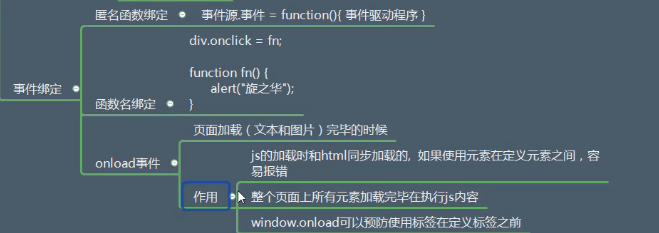 匿名函数绑定
事件源.事件 = function(){ 事件驱动程序 }
div.onclick = fn;
function fn() {
alert("旋之华");
}
事件绑定
函数名绑定
页面加载（文本和图片）完毕的时候
onload事件
js的加载时和html同步加载的, 如果使用元素在定义元素之间，容
易报错
作用
整个页面上所有元素加载完毕在执行js内容
window.onload可以预防使用标签在定义标签之前